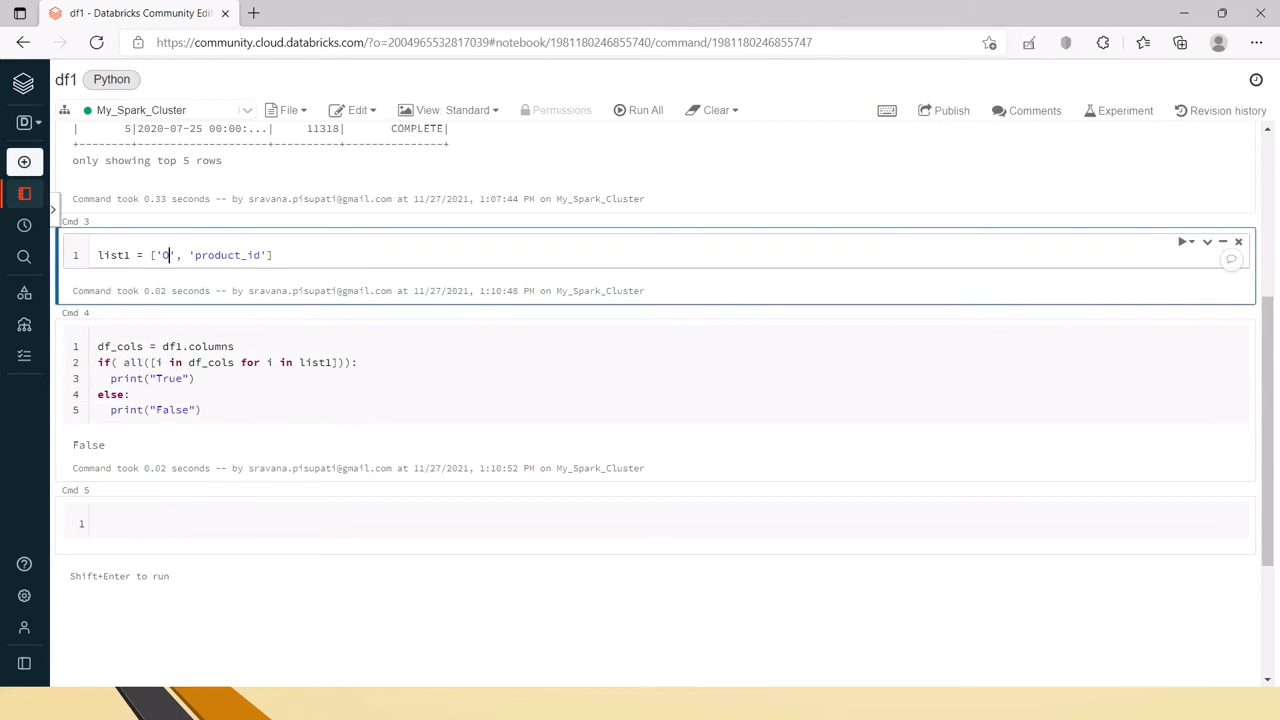 df1 - Databricks Community Edit
https://community.cloud.databricks.com/?o=2004965532817039#notebook/1981180246855740/command/1981180246855747
df1 Python
My_Spark_Cluster File Edit View: Standard Permissions Run All Clear Publish Comments Experiment Revision history
| 5|2020-07-25 00:00:...| 11318| COMPLETE|
+--------+--------------------+-----------+---------------+
only showing top 5 rows
Command took 0.33 seconds -- by sravana.pisupati@gmail.com at 11/27/2021, 1:07:44 PM on My_Spark_Cluster
Cmd 3
1 list1 = ['O', 'product_id']
Command took 0.02 seconds -- by sravana.pisupati@gmail.com at 11/27/2021, 1:10:48 PM on My_Spark_Cluster
Cmd 4
1 df_cols = df1.columns
2 if( all([i in df_cols for i in list1])):
3 print("True")
4 else:
5 print("False")
False
Command took 0.02 seconds -- by sravana.pisupati@gmail.com at 11/27/2021, 1:10:52 PM on My_Spark_Cluster
Cmd 5
1
Shift+Enter to run